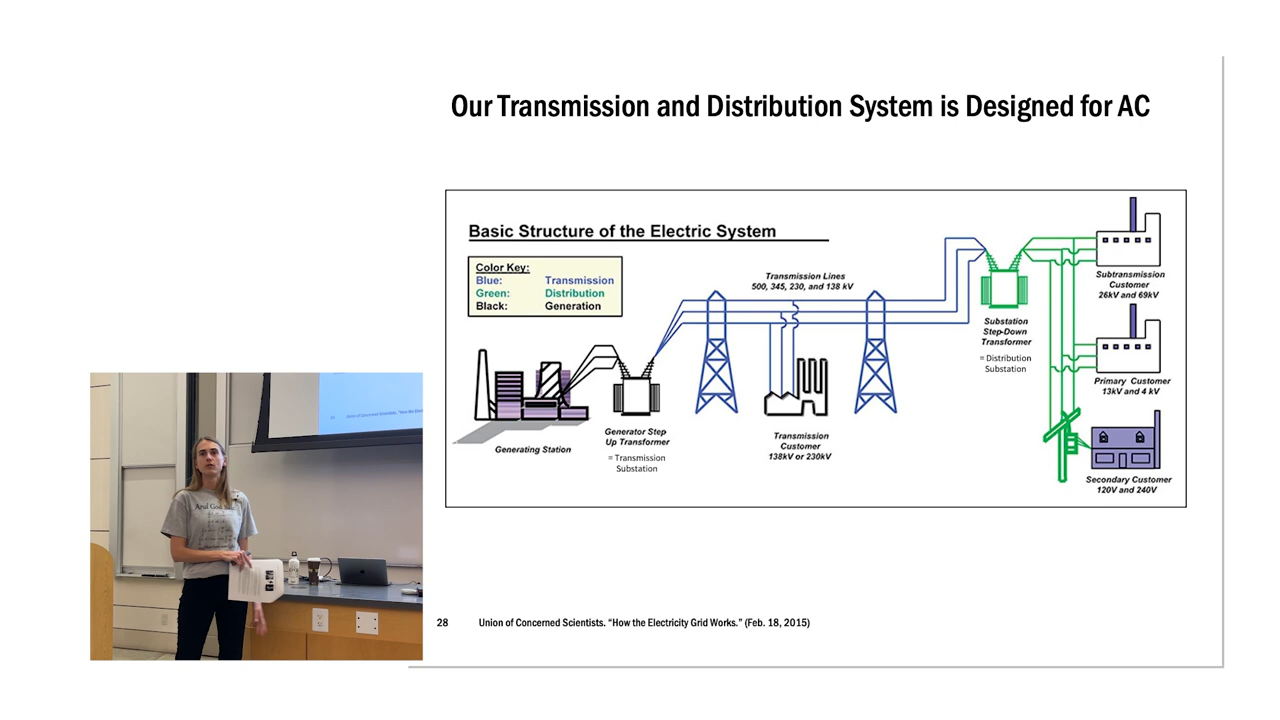 Our Transmission and Distribution System is Designed for AC
Basic Structure of the Electric System
Color Key:
Blue: Transmission
Green: Distribution
Black: Generation
Transmission Lines
500, 345, 230, and 138 kV
Generating Station
Generator Step
Up Transformer
= Transmission
Substation
Transmission
Customer
138kV or 230kV
Substation
Step-Down
Transformer
= Distribution
Substation
Subtransmission
Customer
26kV and 69kV
Primary Customer
13kV and 4 kV
Secondary Customer
120V and 240V
And God
28 Union of Concerned Scientists. “How the Electricity Grid Works.” (Feb. 18, 2015)